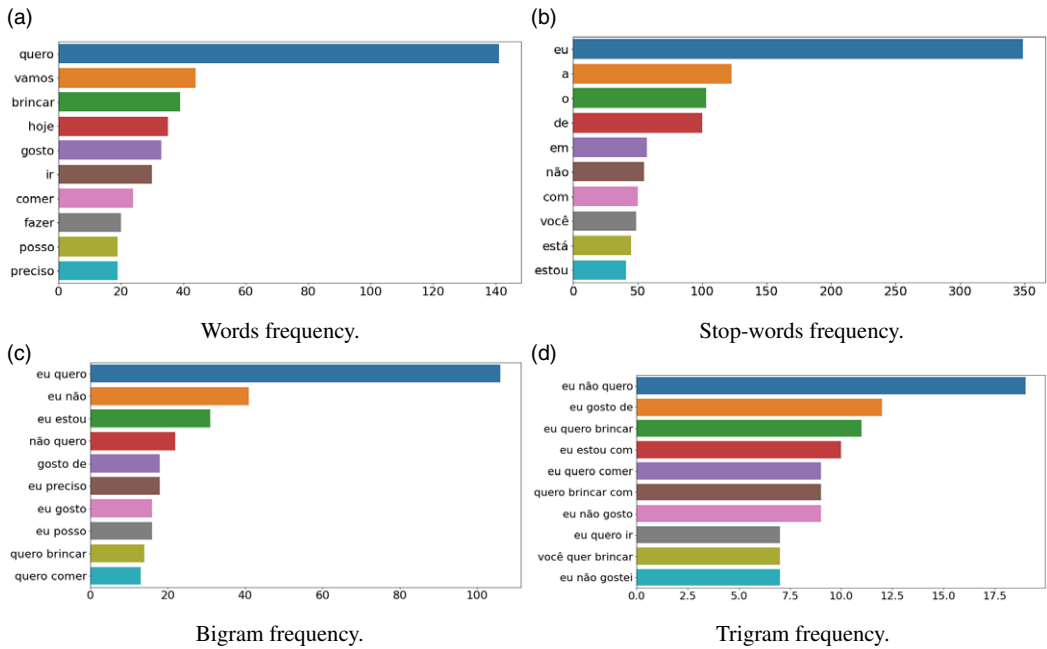 (a)
quero
vamos
brincar
hoje
gosto
ir
comer
fazer
posso
preciso
0 20 40 60 80 100 120 140
Words frequency.
(b)
eu
a
o
de
em
não
com
você
está
estou
0 50 100 150 200 250 300 350
Stop-words frequency.
(c)
eu quero
eu não
eu estou
não quero
gosto de
eu preciso
eu gosto
eu posso
quero brincar
quero comer
0 20 40 60 80 100
Bigram frequency.
(d)
eu não quero
eu gosto de
eu quero brincar
eu estou com
eu quero comer
quero brincar com
eu não gosto
eu quero ir
você quer brincar
eu não gostei
0.0 2.5 5.0 7.5 10.0 12.5 15.0 17.5
Trigram frequency.